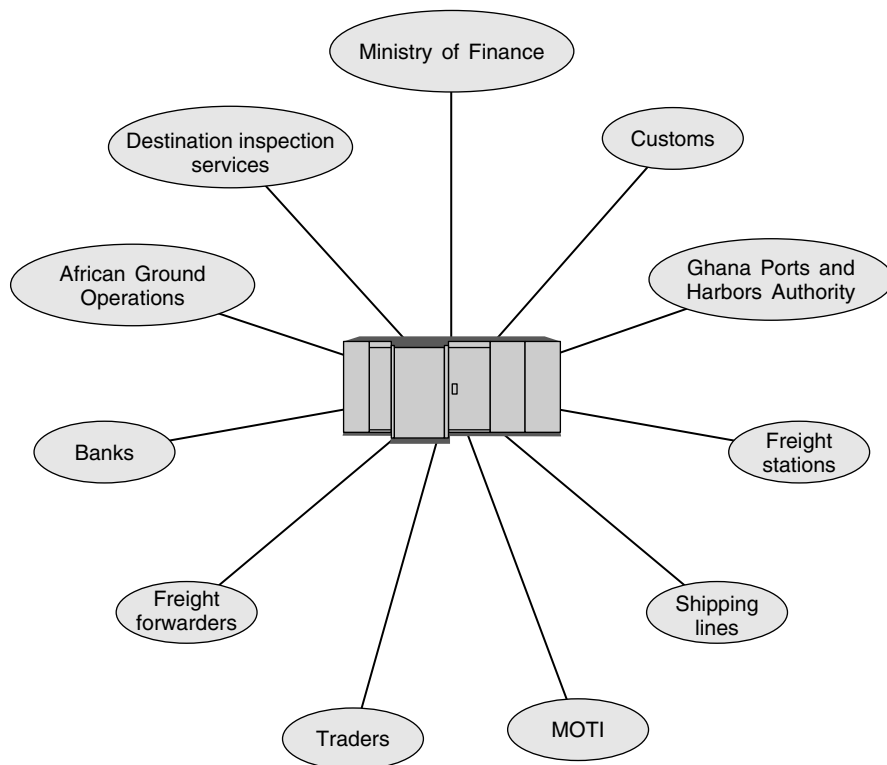 Ministry of Finance
Destination inspection
services
Customs
African Ground
Operations
Ghana Ports and
Harbors Authority
Banks
Freight
stations
Freight
forwarders
Shipping
lines
Traders
MOTI